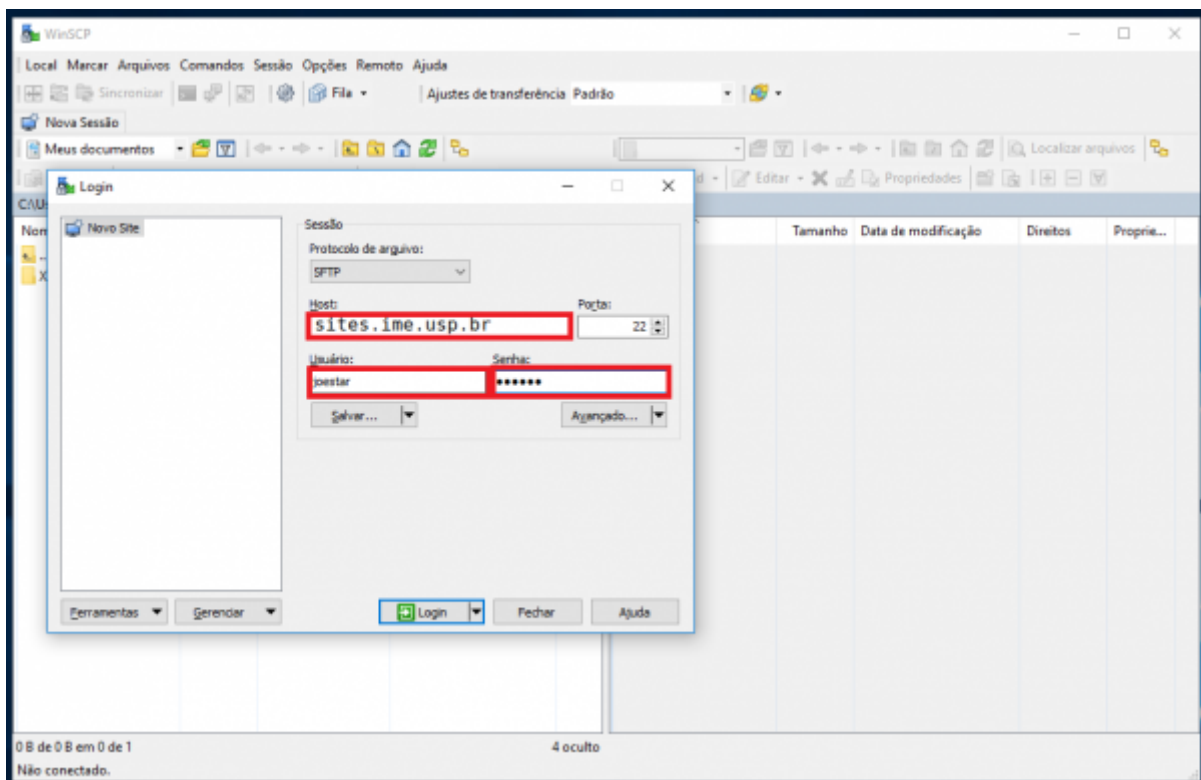 WinSCP
Local Marcar Arquivos Comandos Sessão Opções Remoto Ajuda
Sincronizar Fila Ajustes de transferência Padrão
Nova Sessão
Meus documentos Localizar arquivos
Editar Propriedades
Login
C:\U
Novo Site
Sessão
Protocolo de arquivo:
SFTP
Host: Porta:
sites.ime.usp.br 22
Usuário: Senha:
joestar ••••••
Salvar... Avançado...
Ferramentas Gerenciar Login Fechar Ajuda
Nom Tamanho Data de modificação Direitos Proprie...
..
X
0 B de 0 B em 0 de 1 4 oculto
Não conectado.